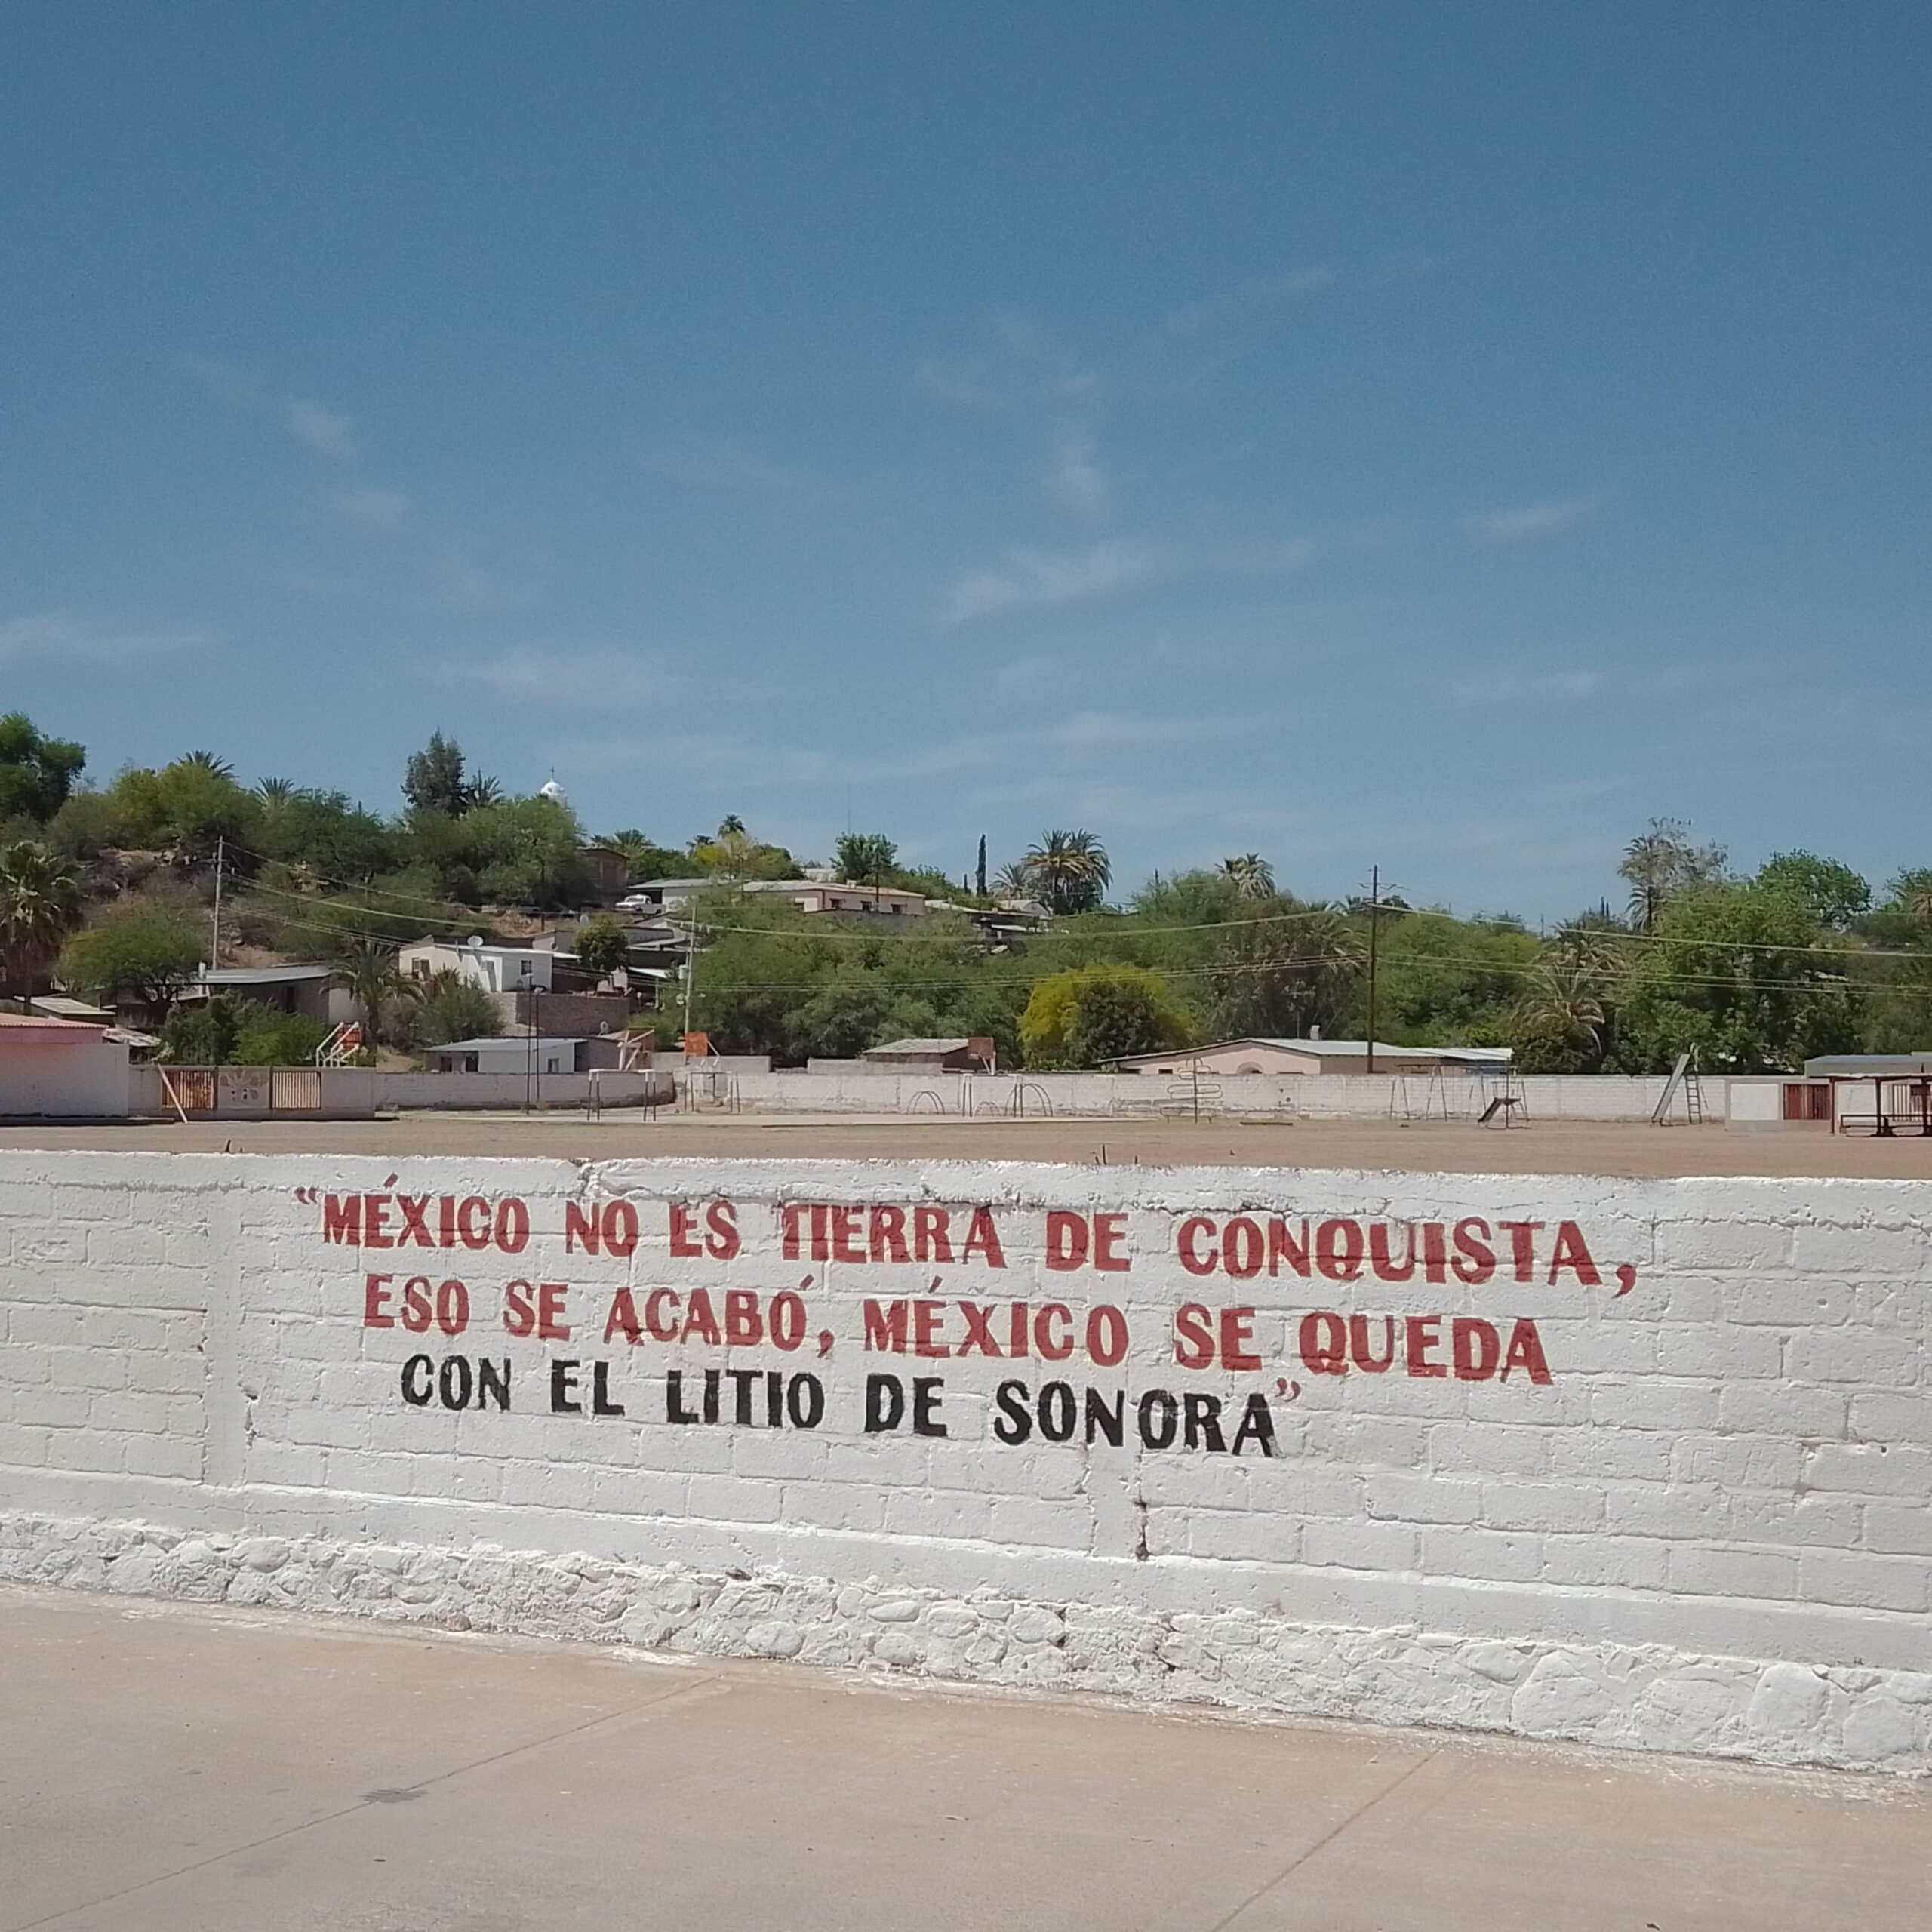 “MÉXICO NO ES TIERRA DE CONQUISTA,
ESO SE ACABÓ, MÉXICO SE QUEDA
CON EL LITIO DE SONORA”